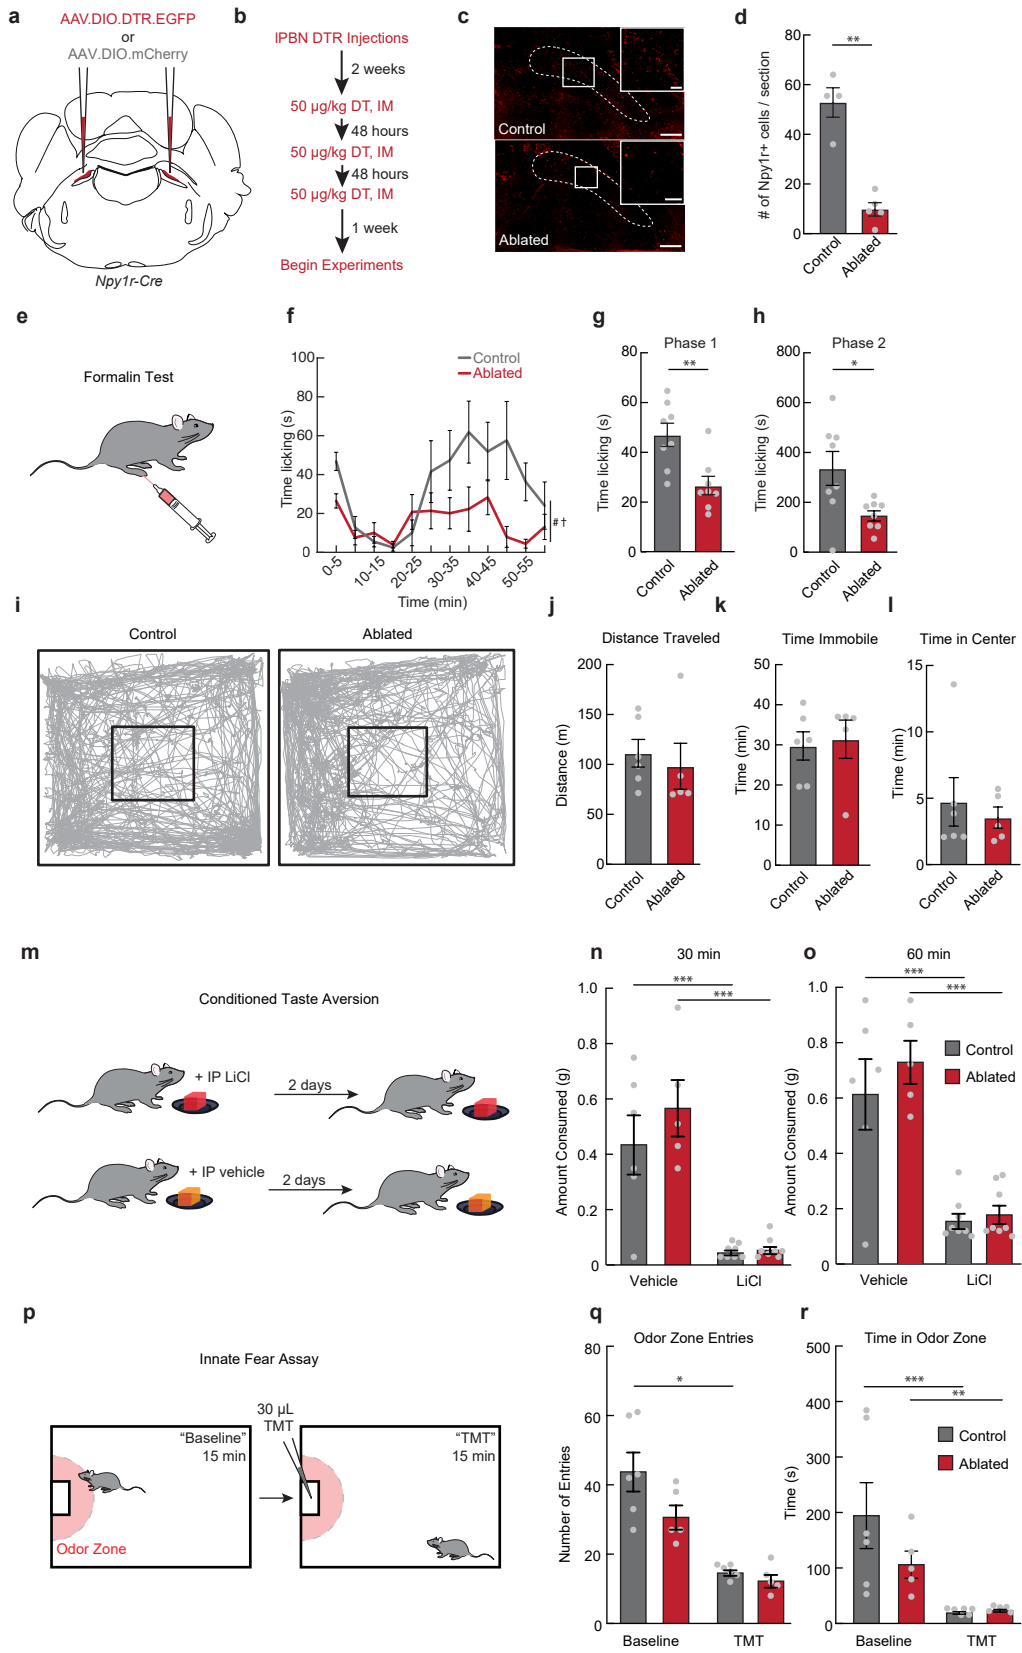 a
AAV.DIO.DTR.EGFP
or
AAV.DIO.mCherry
Npy1r-Cre
b
lPBN DTR Injections
2 weeks
50 µg/kg DT, IM
48 hours
50 µg/kg DT, IM
48 hours
50 µg/kg DT, IM
1 week
Begin Experiments
c
Control
Ablated
d
# of Npy1r+ cells / section
80
60
40
20
0
**
Control
Ablated
e
Formalin Test
f
Time licking (s)
100
80
60
40
20
0
Control
Ablated
# †
0-5
10-15
20-25
30-35
40-45
50-55
Time (min)
g
Phase 1
Time licking (s)
80
60
40
20
0
**
Control
Ablated
h
Phase 2
Time licking (s)
800
600
400
200
0
*
Control
Ablated
i
Control
Ablated
j
Distance Traveled
Distance (m)
200
150
100
50
0
Control
Ablated
k
Time Immobile
Time (min)
50
40
30
20
10
0
Control
Ablated
l
Time in Center
Time (min)
15
10
5
0
Control
Ablated
m
Conditioned Taste Aversion
+ IP LiCl
2 days
+ IP vehicle
2 days
n
30 min
Amount Consumed (g)
1.0
0.8
0.6
0.4
0.2
0
***
***
Vehicle
LiCl
o
60 min
Amount Consumed (g)
1.0
0.8
0.6
0.4
0.2
0
***
***
Control
Ablated
Vehicle
LiCl
p
Innate Fear Assay
30 µL
TMT
“Baseline”
15 min
Odor Zone
“TMT”
15 min
q
Odor Zone Entries
Number of Entries
80
60
40
20
0
*
Baseline
TMT
r
Time in Odor Zone
Time (s)
500
400
300
200
100
0
***
**
Control
Ablated
Baseline
TMT